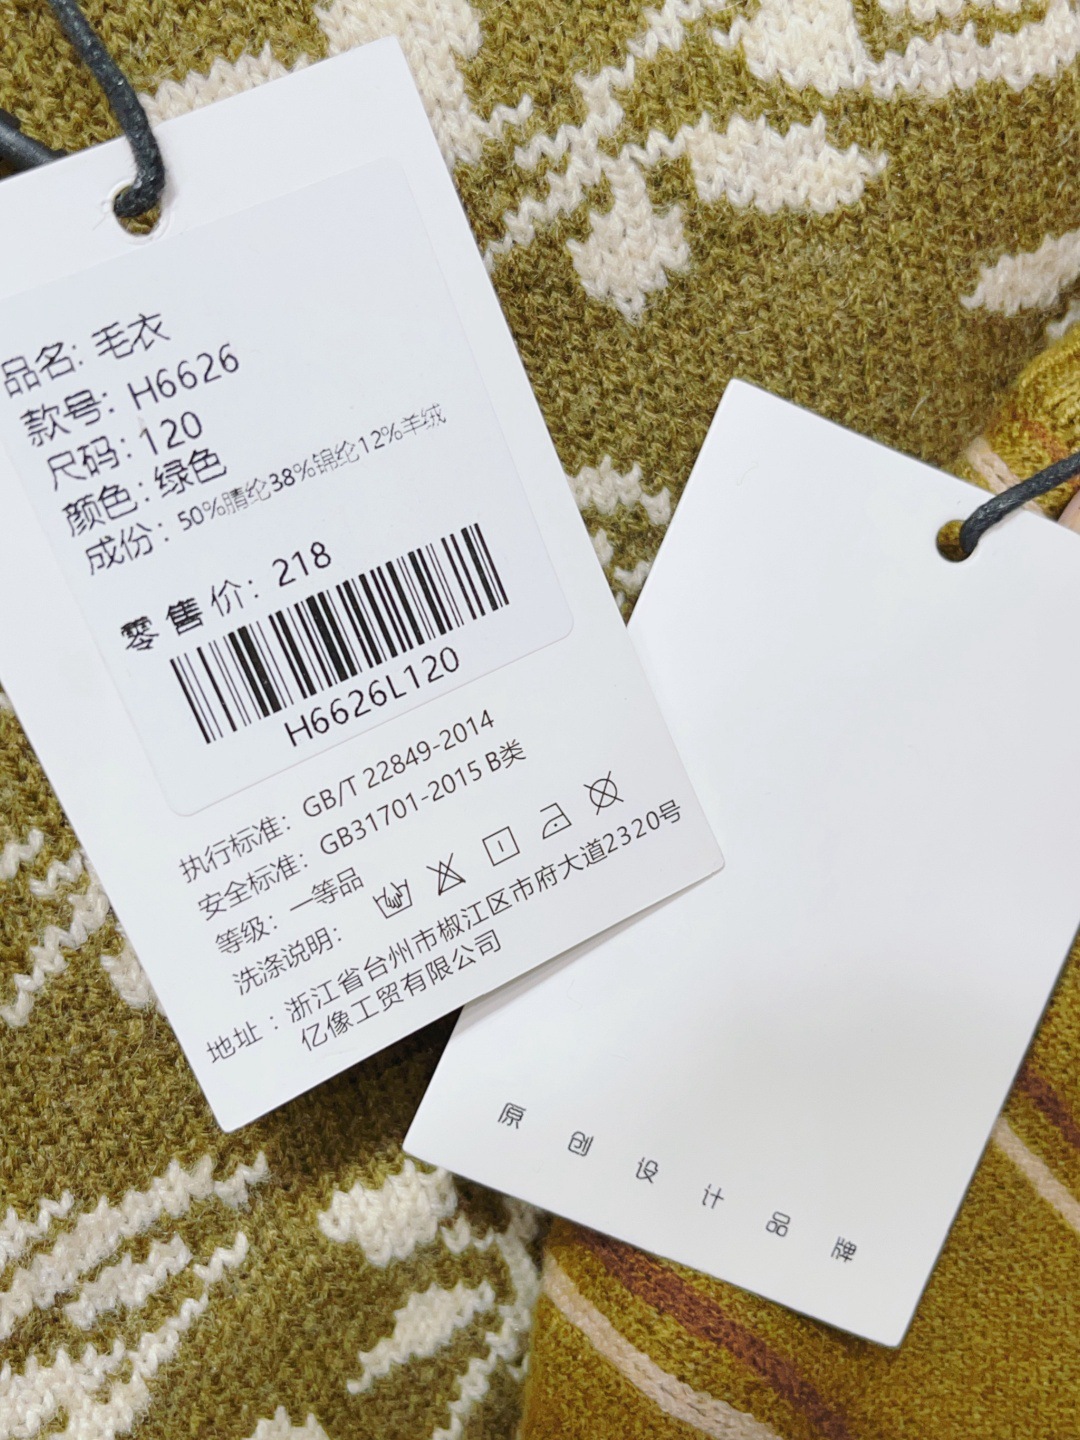 品名: 毛衣
款号: H6626
尺码: 120
颜色: 绿色
成份: 50%腈纶38%锦纶12%羊绒
零售价: 218
H6626L120
执行标准: GB/T 22849-2014
安全标准: GB31701-2015 B类
等级: 一等品
洗涤说明:
地址: 浙江省台州市椒江区市府大道2320号
亿像工贸有限公司
原创设计品牌